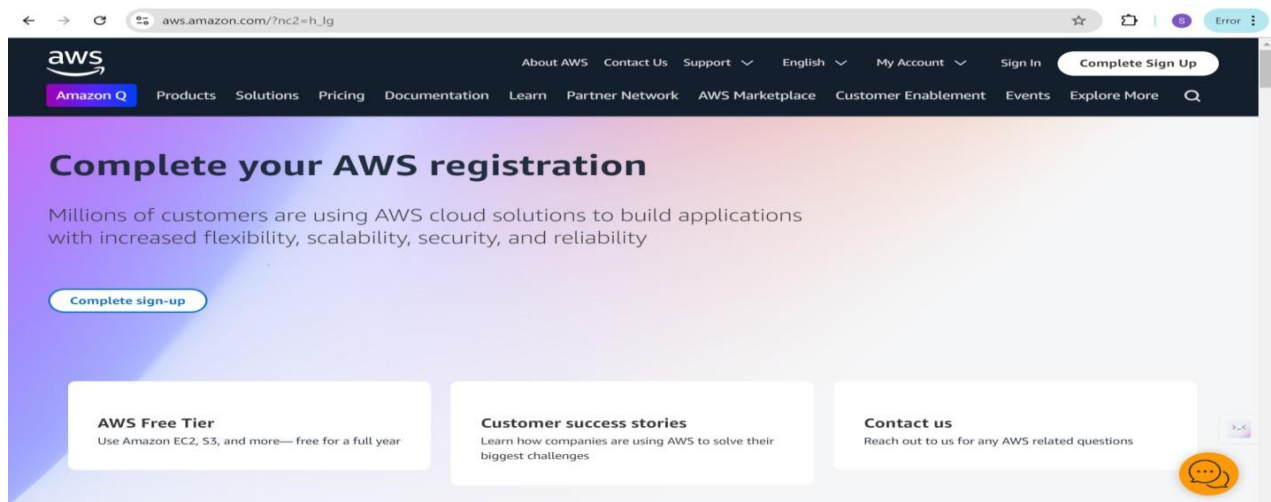 aws.amazon.com/?nc2=h_lg
S
Error
aws
About AWS Contact Us Support English My Account Sign In Complete Sign Up
Amazon Q Products Solutions Pricing Documentation Learn Partner Network AWS Marketplace Customer Enablement Events Explore More
Complete your AWS registration
Millions of customers are using AWS cloud solutions to build applications
with increased flexibility, scalability, security, and reliability
Complete sign-up
AWS Free Tier
Use Amazon EC2, S3, and more— free for a full year
Customer success stories
Learn how companies are using AWS to solve their
biggest challenges
Contact us
Reach out to us for any AWS related questions